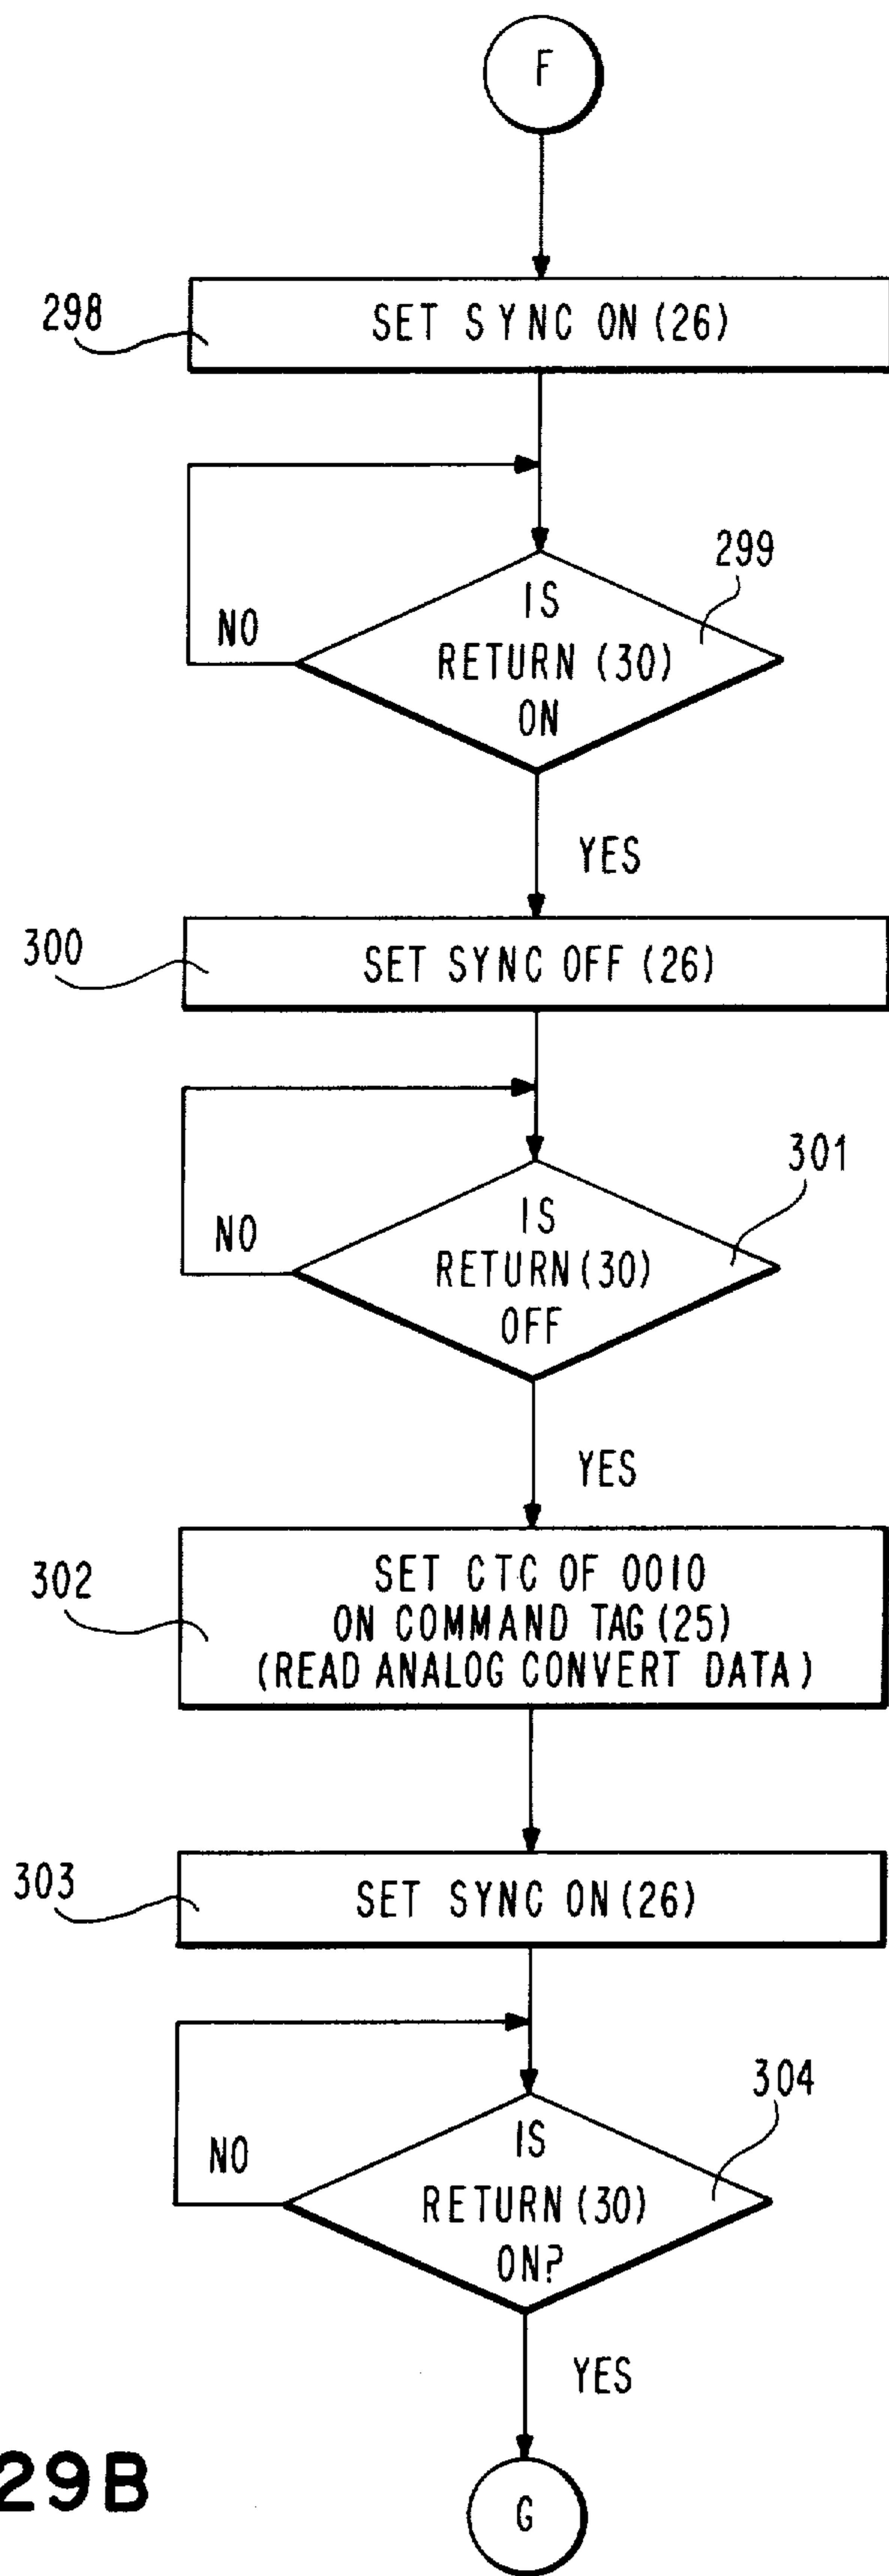 F
298
SET SYNC ON (26)
299
IS
RETURN (30)
ON
NO
YES
300
SET SYNC OFF (26)
301
IS
RETURN (30)
OFF
NO
YES
302
SET CTC OF 0010
ON COMMAND TAG (25)
(READ ANALOG CONVERT DATA)
303
SET SYNC ON (26)
304
IS
RETURN (30)
ON?
NO
YES
G
29B